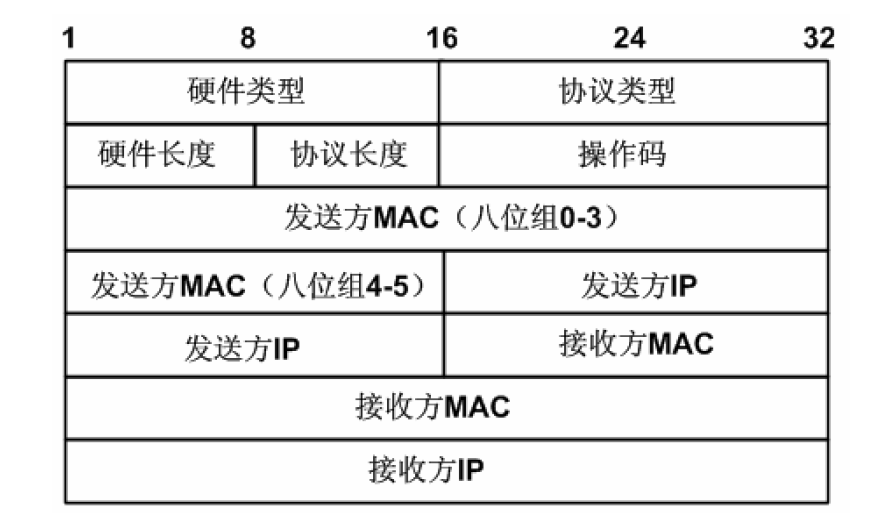 1 8 16 24 32
硬件类型 协议类型
硬件长度 协议长度 操作码
发送方MAC（八位组0-3）
发送方MAC（八位组4-5） 发送方IP
发送方IP 接收方MAC
接收方MAC
接收方IP